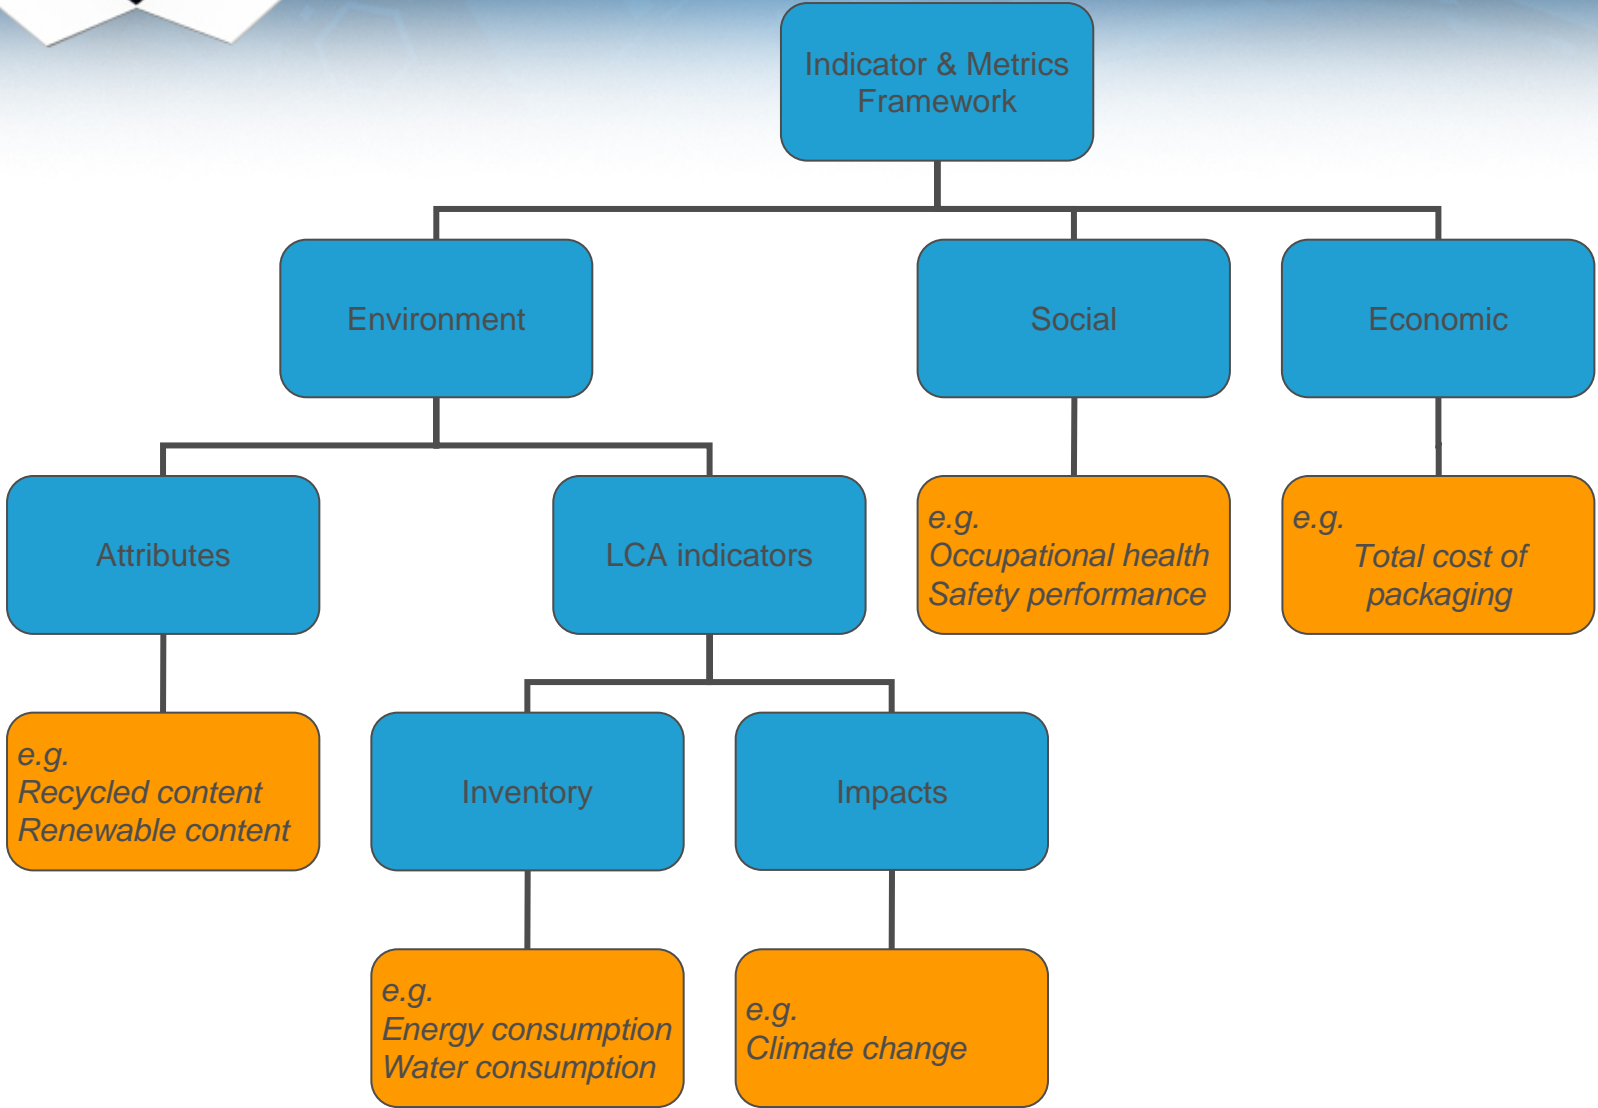 Indicator & Metrics
Framework
Environment
Social
Economic
Attributes
LCA indicators
e.g.
Occupational health
Safety performance
e.g.
Total cost of
packaging
e.g.
Recycled content
Renewable content
Inventory
Impacts
e.g.
Energy consumption
Water consumption
e.g.
Climate change